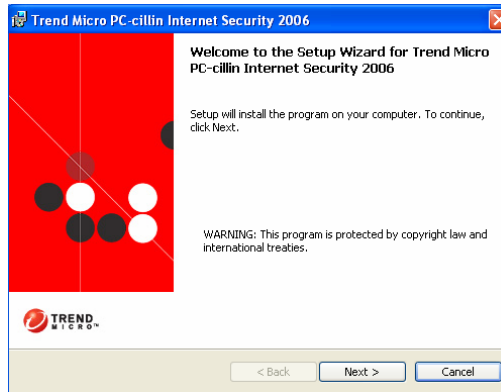 Trend Micro PC-cillin Internet Security 2006
Welcome to the Setup Wizard for Trend Micro
PC-cillin Internet Security 2006
Setup will install the program on your computer. To continue,
click Next.
WARNING: This program is protected by copyright law and
international treaties.
TREND
MICRO™
< Back
Next >
Cancel